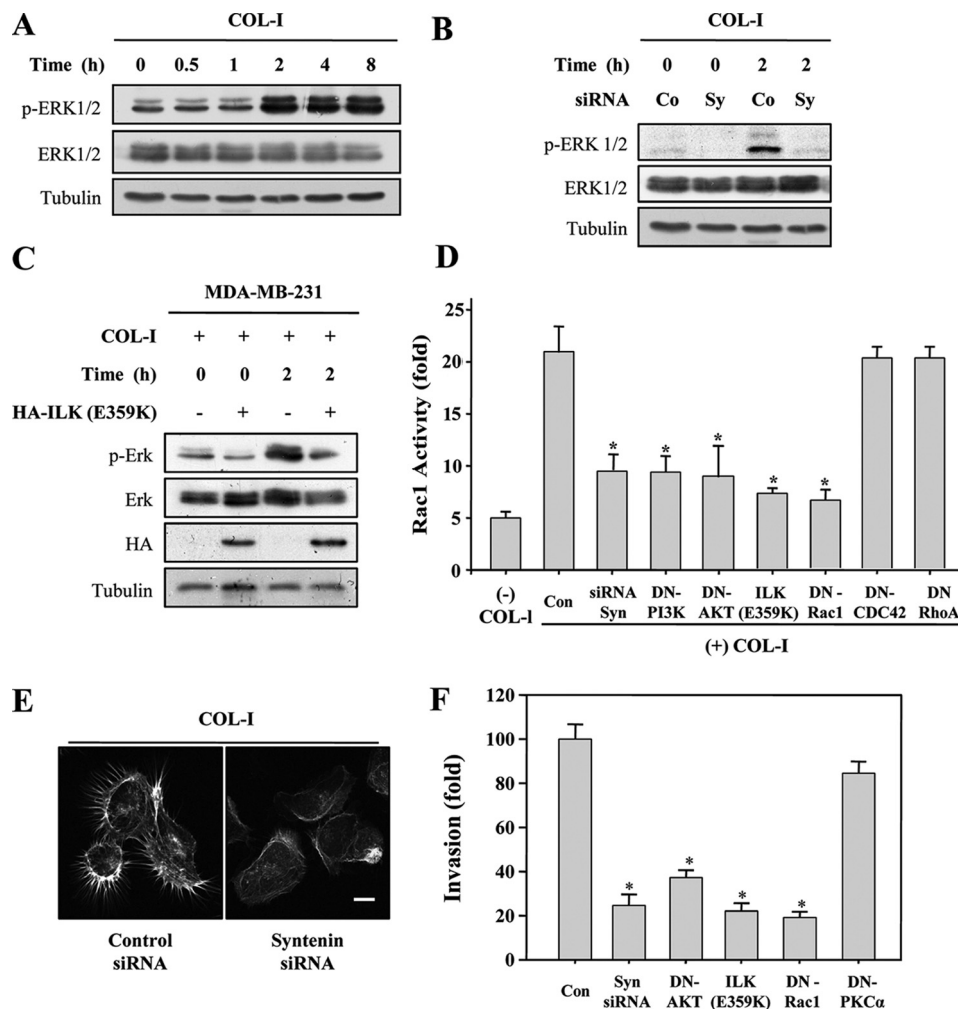 A
COL-I
Time (h) 0 0.5 1 2 4 8
p-ERK1/2
ERK1/2
Tubulin
B
COL-I
Time (h) 0 0 2 2
siRNA Co Sy Co Sy
p-ERK 1/2
ERK1/2
Tubulin
C
MDA-MB-231
COL-I + + + +
Time (h) 0 0 2 2
HA-ILK (E359K) - + - +
p-Erk
Erk
HA
Tubulin
D
Rac1 Activity (fold)
25
20
15
10
5
0
* * * * *
(-)
COL-I
Con
siRNA
Syn
DN-
PI3K
DN-
AKT
ILK
(E359K)
DN -
Rac1
DN-
CDC42
DN
RhoA
(+) COL-I
E
COL-I
Control
siRNA
Syntenin
siRNA
F
Invasion (fold)
120
100
80
60
40
20
0
* * * *
Con
Syn
siRNA
DN-
AKT
ILK
(E359K)
DN -
Rac1
DN-
PKCα